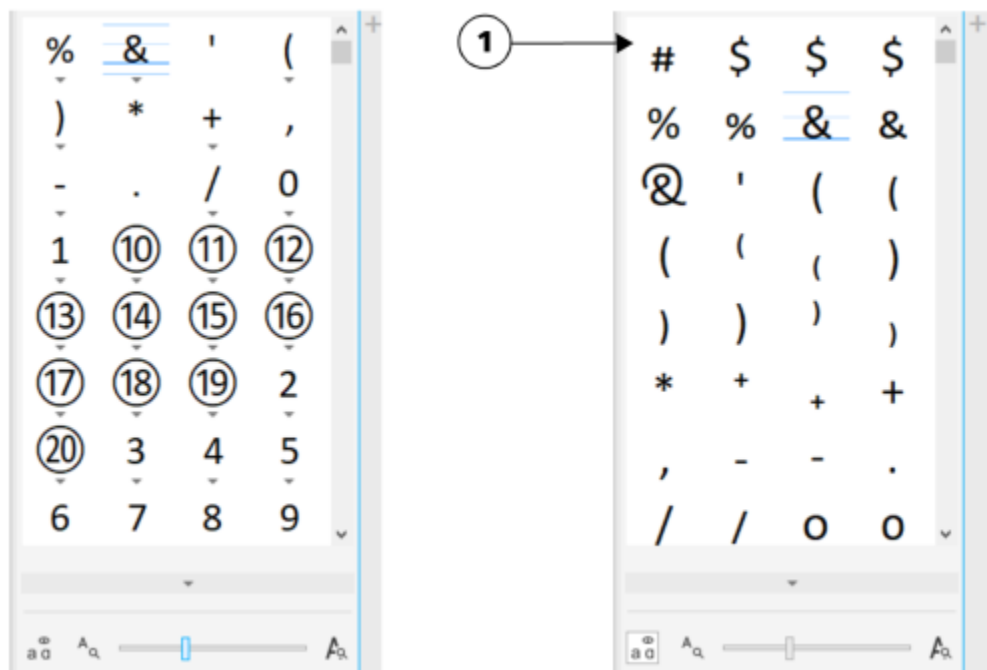 % & ' (
) * + ,
- . / 0
1 ⑩ ⑪ ⑫
⑬ ⑭ ⑮ ⑯
⑰ ⑱ ⑲ 2
⑳ 3 4 5
6 7 8 9
a a A A
1
# $ $ $
% % & &
& ' ( (
( ( ( )
) ) ) )
* + + +
, - - .
/ / o o
a a A A